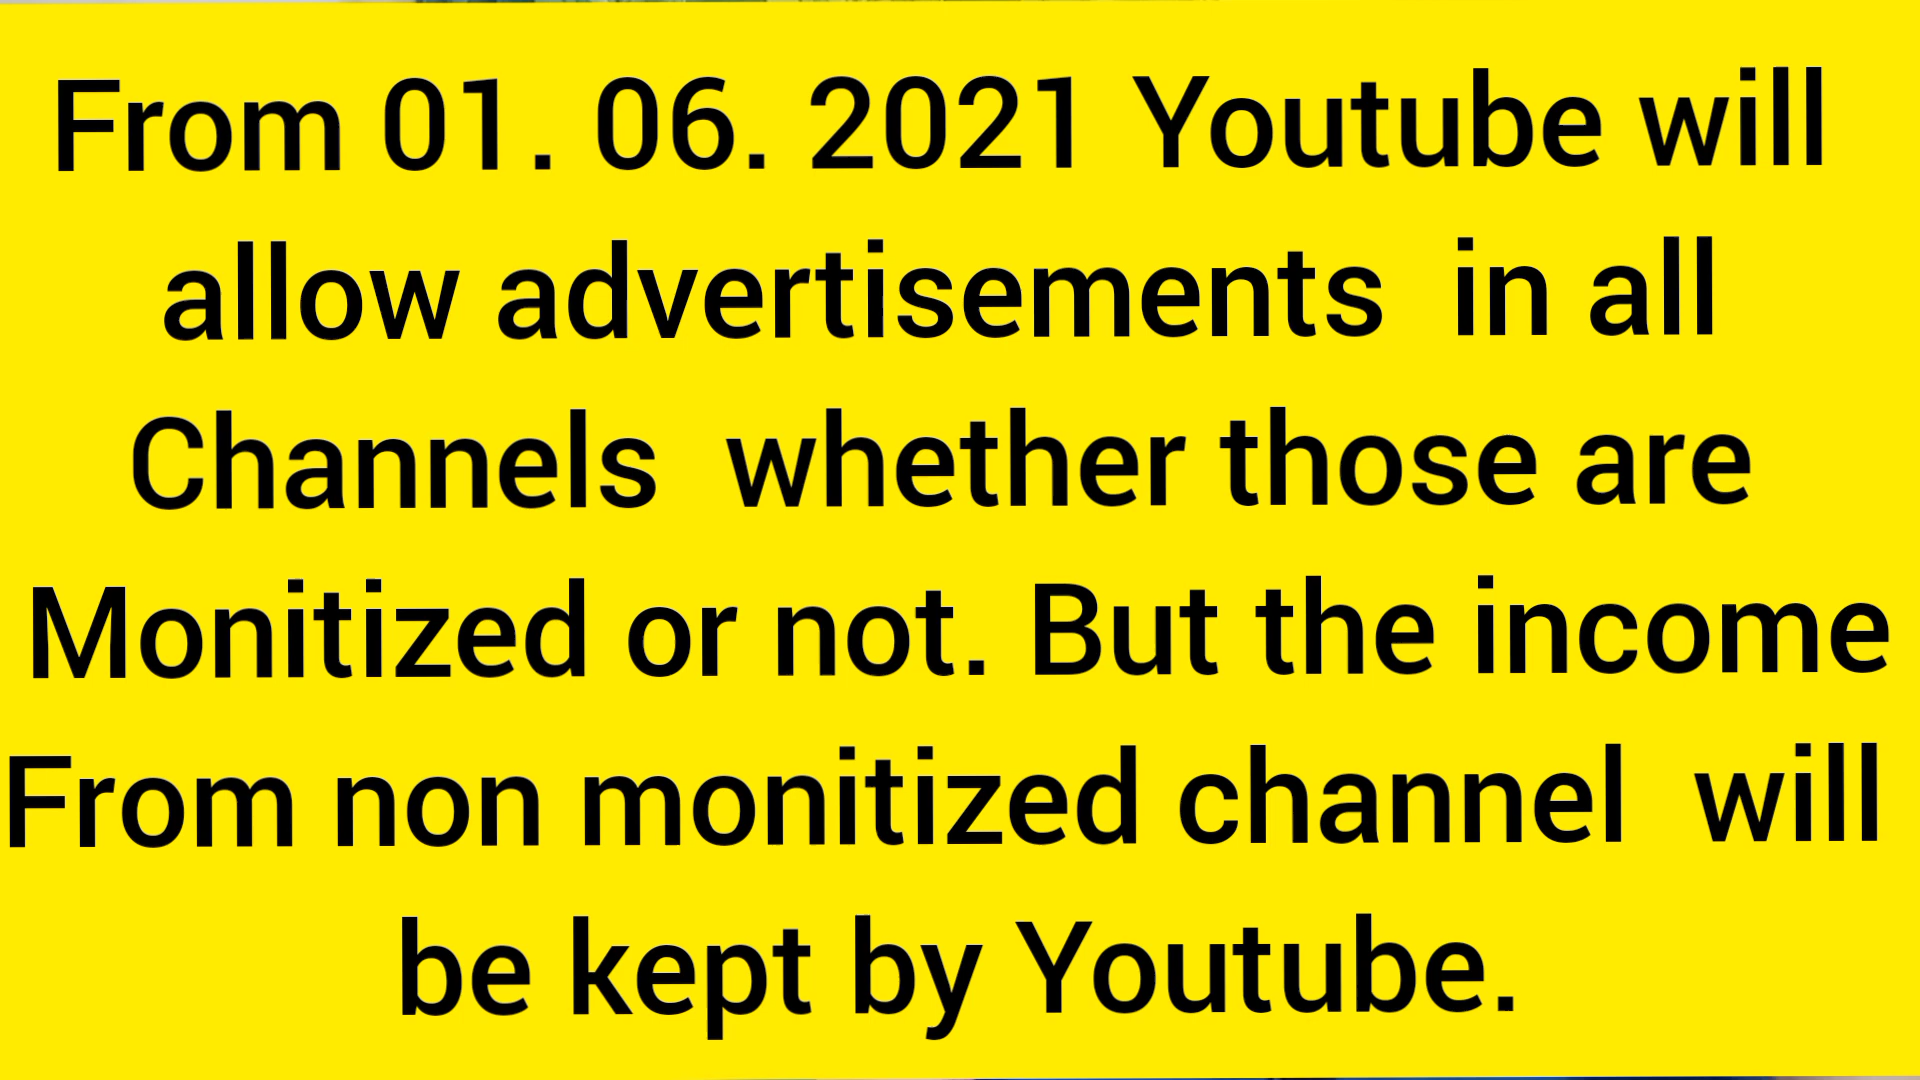 From 01. 06. 2021 Youtube will
allow advertisements in all
Channels whether those are
Monitized or not. But the income
From non monitized channel will
be kept by Youtube.